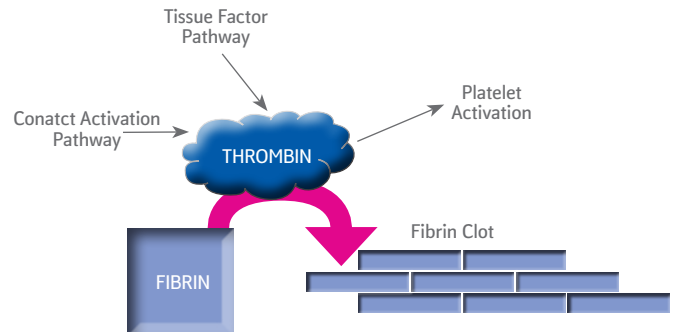 Tissue Factor
Pathway
Conatct Activation
Pathway
Platelet
Activation
THROMBIN
Fibrin Clot
FIBRIN